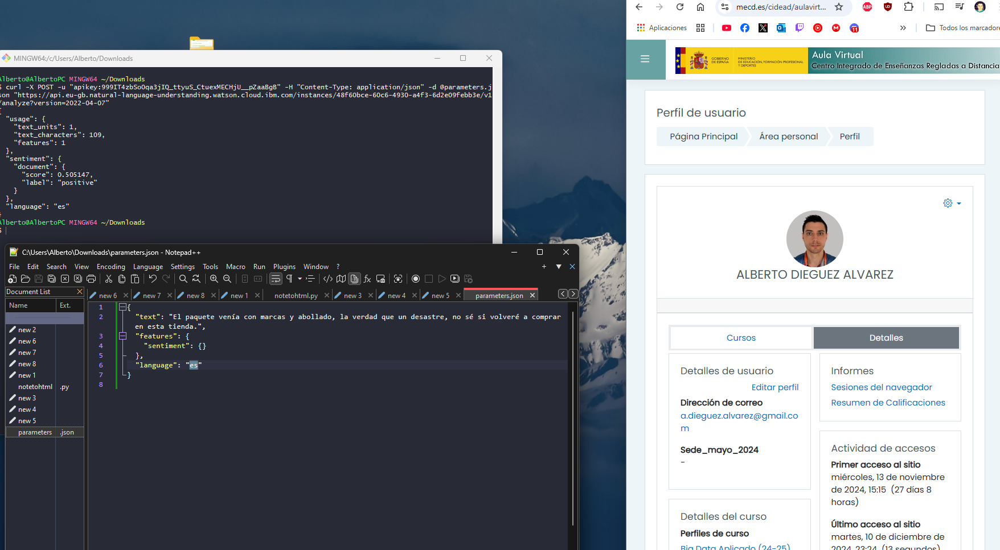 MINGW64:/c/Users/Alberto/Downloads
Alberto@AlbertoPC MINGW64 ~/Downloads
$ curl -X POST -u "apikey:999IT4zbSoOqa3jIQ_ttyuS_CtuexMECHjU__pZaaBgB" -H "Content-Type: application/json" -d @parameters.j
son "https://api.eu-gb.natural-language-understanding.watson.cloud.ibm.com/instances/48f60bce-60c6-4930-a4f3-6d2e09febb3e/v1
/analyze?version=2022-04-07"
{
"usage": {
"text_units": 1,
"text_characters": 109,
"features": 1
},
"sentiment": {
"document": {
"score": 0.505147,
"label": "positive"
}
},
"language": "es"
}
Alberto@AlbertoPC MINGW64 ~/Downloads
$
C:\Users\Alberto\Downloads\parameters.json - Notepad++
File Edit Search View Encoding Language Settings Tools Macro Run Plugins Window ?
Document List
new 6 new 7 new 8 new 1 notetohtml.py new 3 new 4 new 5 parameters.json
Name Ext.
new 2
new 6
new 7
new 8
new 1
notetohtml .py
new 3
new 4
new 5
parameters .json
1 {
2 "text": "El paquete venía con marcas y abollado, la verdad que un desastre, no sé si volveré a comprar
en esta tienda.",
3 "features": {
4 "sentiment": {}
5 },
6 "language": "es"
7 }
8
mecd.es/cidead/aulavirt...
Aplicaciones
Todos los marcadore
GOBIERNO
DE ESPAÑA
MINISTERIO
DE EDUCACIÓN, FORMACIÓN PROFESIONAL
Y DEPORTES
Aula Virtual
Centro Integrado de Enseñanzas Regladas a Distancia
Perfil de usuario
Página Principal Área personal Perfil
ALBERTO DIEGUEZ ALVAREZ
Cursos Detalles
Detalles de usuario
Editar perfil
Dirección de correo
a.dieguez.alvarez@gmail.co
m
Sede_mayo_2024
-
Detalles del curso
Perfiles de curso
Big Data Aplicado (24-25)
Informes
Sesiones del navegador
Resumen de Calificaciones
Actividad de accesos
Primer acceso al sitio
miércoles, 13 de noviembre
de 2024, 15:15 (27 días 8
horas)
Último acceso al sitio
martes, 10 de diciembre de
2024, 23:24 (13 segundos)